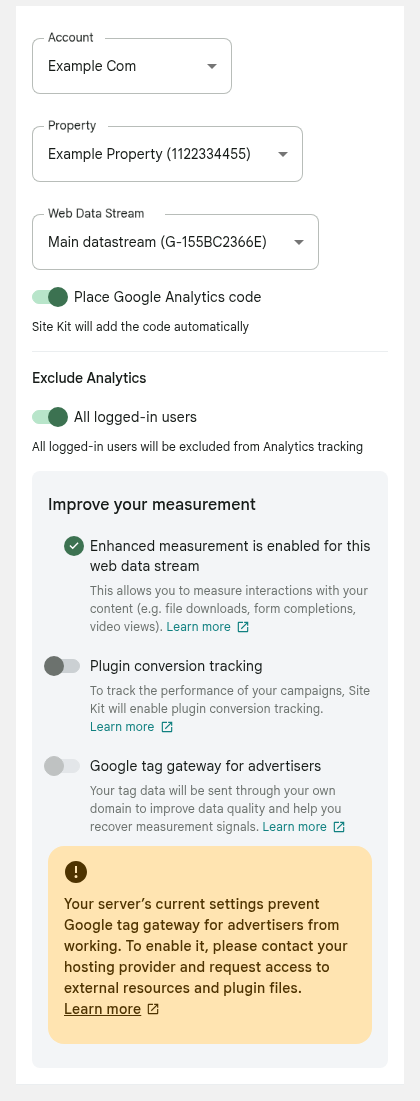 Account
Example Com
Property
Example Property (1122334455)
Web Data Stream
Main datastream (G-155BC2366E)
Place Google Analytics code
Site Kit will add the code automatically
Exclude Analytics
All logged-in users
All logged-in users will be excluded from Analytics tracking
Improve your measurement
Enhanced measurement is enabled for this
web data stream
This allows you to measure interactions with your
content (e.g. file downloads, form completions,
video views). Learn more
Plugin conversion tracking
To track the performance of your campaigns, Site
Kit will enable plugin conversion tracking.
Learn more
Google tag gateway for advertisers
Your tag data will be sent through your own
domain to improve data quality and help you
recover measurement signals. Learn more
Your server’s current settings prevent
Google tag gateway for advertisers from
working. To enable it, please contact your
hosting provider and request access to
external resources and plugin files.
Learn more